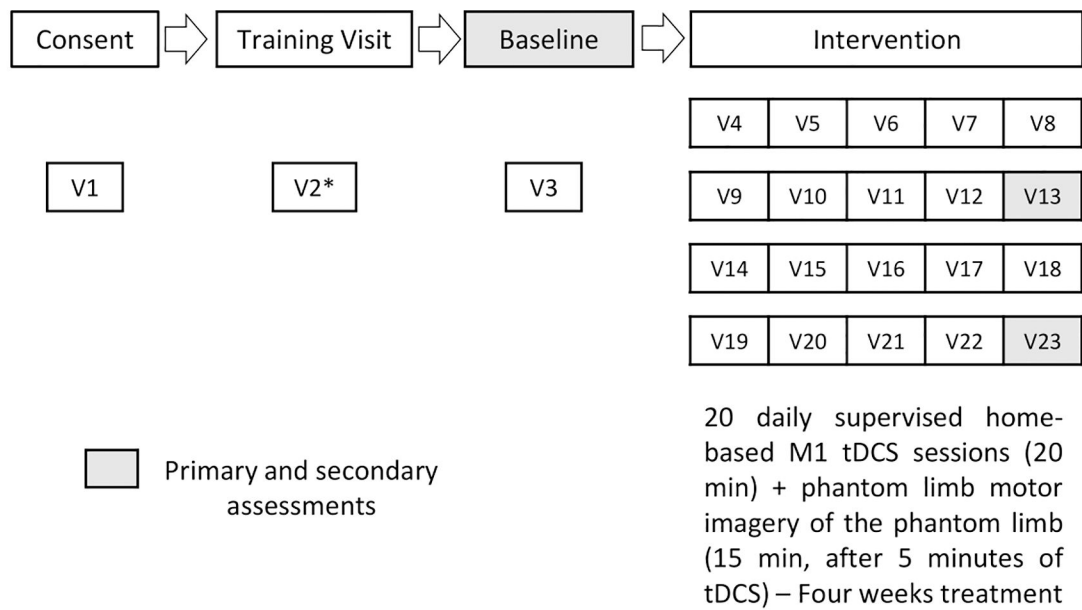 Consent
Training Visit
Baseline
Intervention
V4 V5 V6 V7 V8
V1
V2*
V3
V9 V10 V11 V12 V13
V14 V15 V16 V17 V18
V19 V20 V21 V22 V23
Primary and secondary
assessments
20 daily supervised home-
based M1 tDCS sessions (20
min) + phantom limb motor
imagery of the phantom limb
(15 min, after 5 minutes of
tDCS) – Four weeks treatment